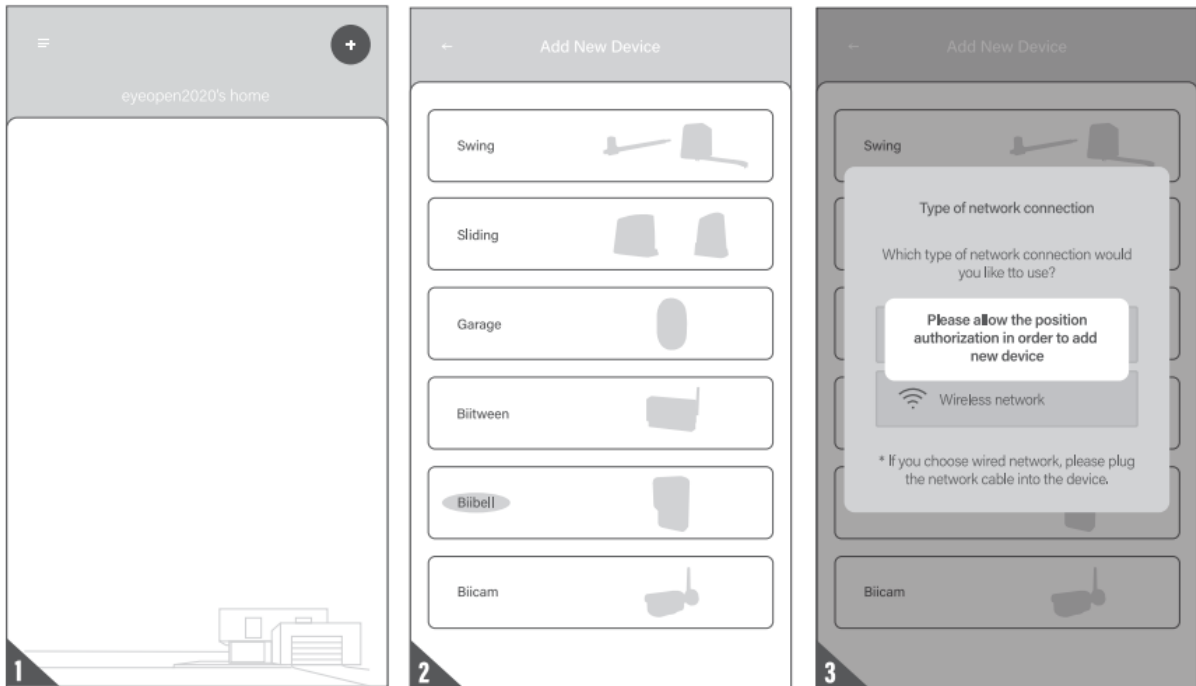 +
eyeopen2020's home
1
← Add New Device
Swing
Sliding
Garage
Biitween
Biibell
Biicam
2
← Add New Device
Swing
Type of network connection
Which type of network connection would
you like tto use?
Please allow the position
authorization in order to add
new device
Wireless network
* If you choose wired network, please plug
the network cable into the device.
Biicam
3